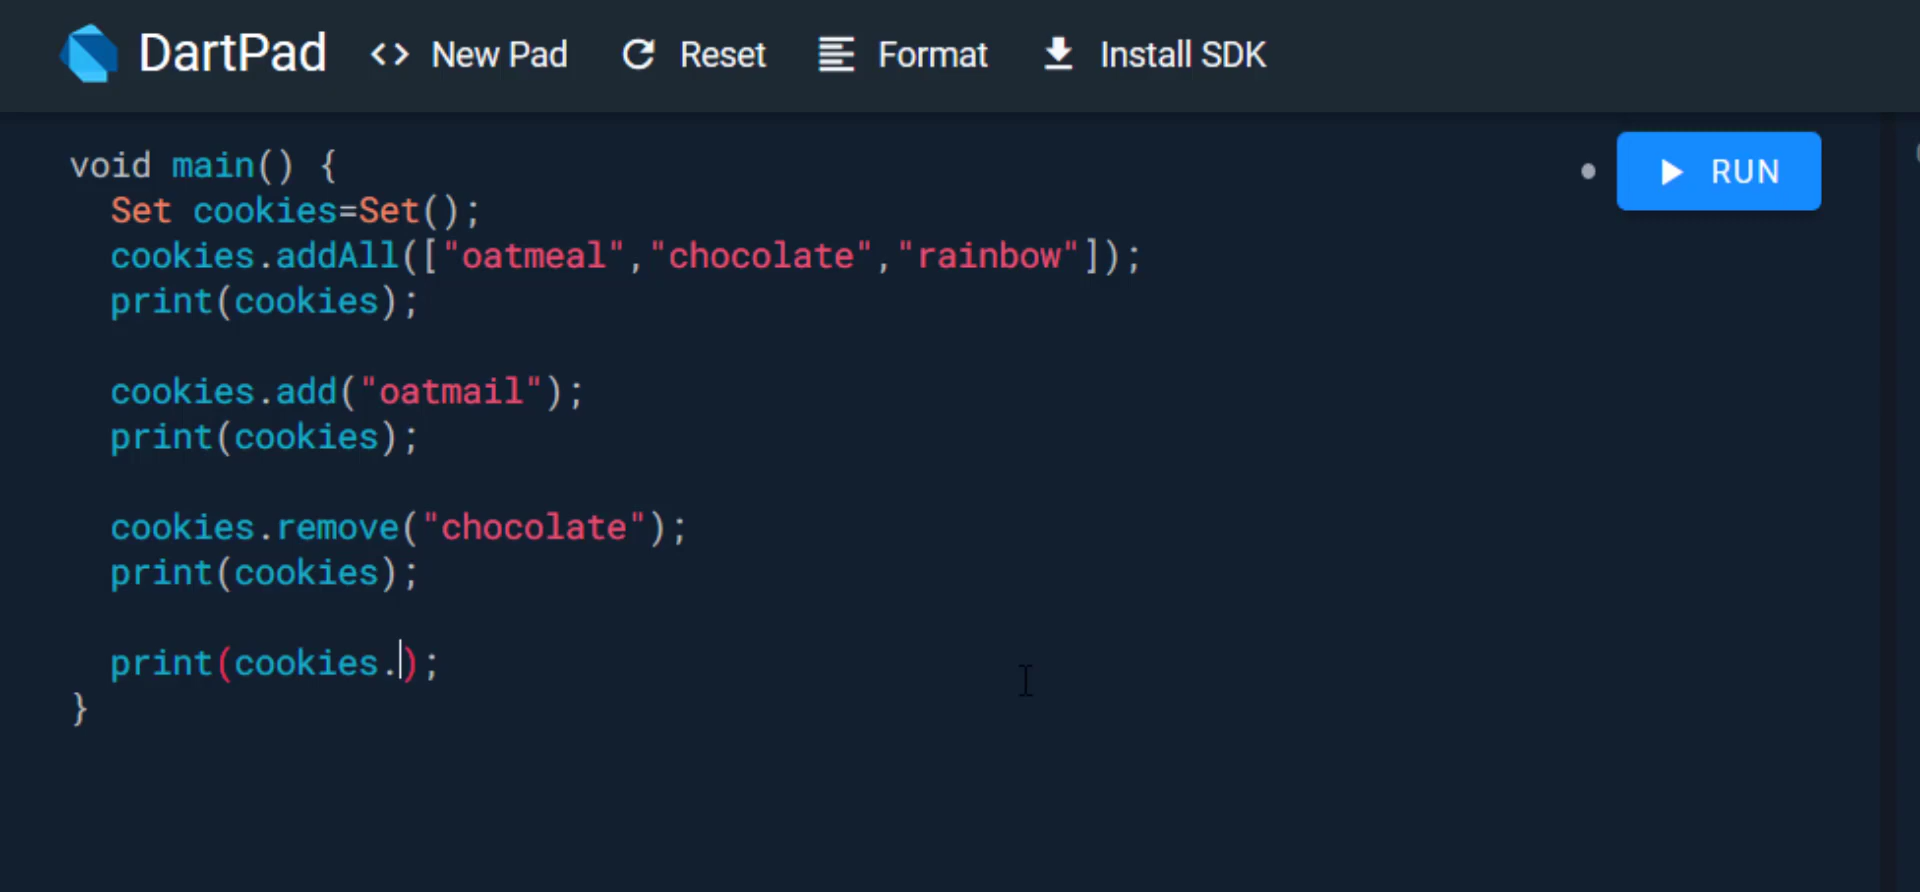 DartPad <> New Pad Reset Format Install SDK
void main() {
RUN
Set cookies=Set();
cookies.addAll(["oatmeal","chocolate","rainbow"]);
print(cookies);
cookies.add("oatmail");
print(cookies);
cookies.remove("chocolate");
print(cookies);
print(cookies.);
}